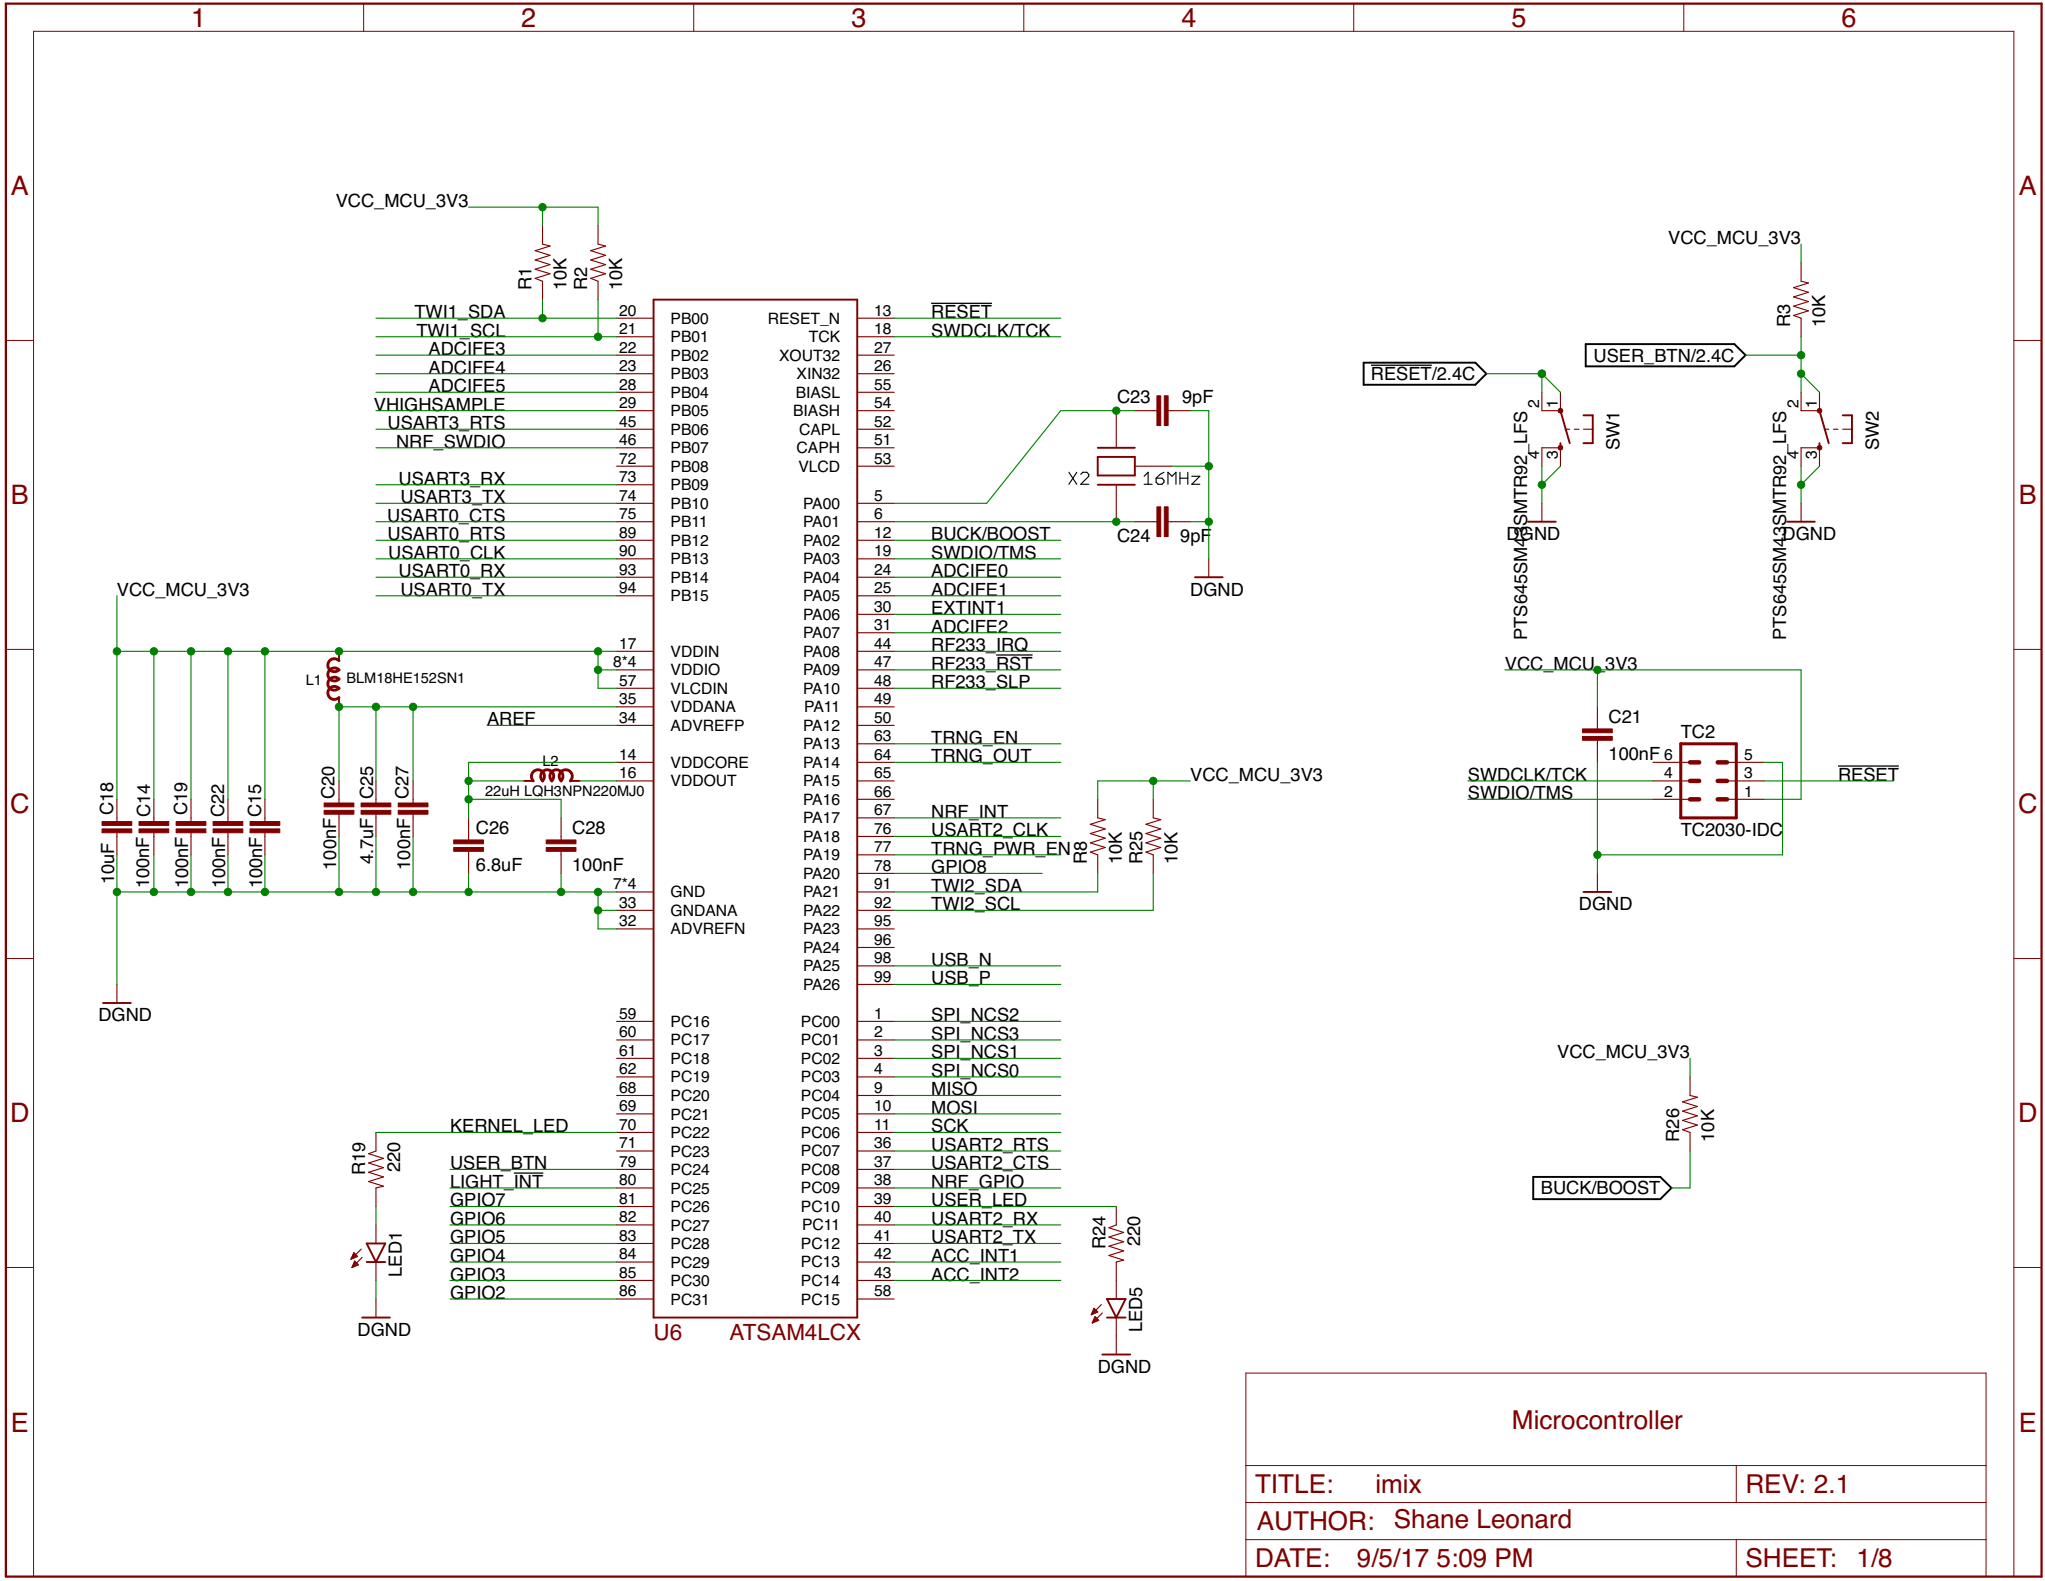 1 2 3 4 5 6
A A
B B
C C
D D
E E
VCC_MCU_3V3
R1 10K
R2 10K
TWI1_SDA 20 PB00
TWI1_SCL 21 PB01
ADCIFE3 22 PB02
ADCIFE4 23 PB03
ADCIFE5 28 PB04
VHIGHSAMPLE 29 PB05
USART3_RTS 45 PB06
NRF_SWDIO 46 PB07
72 PB08
USART3_RX 73 PB09
USART3_TX 74 PB10
USART0_CTS 75 PB11
USART0_RTS 89 PB12
USART0_CLK 90 PB13
USART0_RX 93 PB14
USART0_TX 94 PB15
VCC_MCU_3V3
17 VDDIN
8*4 VDDIO
57 VLCDIN
35 VDDANA
AREF 34 ADVREFP
14 VDDCORE
16 VDDOUT
L1 BLM18HE152SN1
L2
22uH LQH3NPN220MJ0
C18 10uF
C14 100nF
C19 100nF
C22 100nF
C15 100nF
C20 100nF
C25 4.7uF
C27 100nF
C26 6.8uF
C28 100nF
7*4 GND
33 GNDANA
32 ADVREFN
DGND
59 PC16
60 PC17
61 PC18
62 PC19
68 PC20
69 PC21
KERNEL_LED 70 PC22
71 PC23
USER_BTN 79 PC24
LIGHT_INT 80 PC25
GPIO7 81 PC26
GPIO6 82 PC27
GPIO5 83 PC28
GPIO4 84 PC29
GPIO3 85 PC30
GPIO2 86 PC31
R19 220
LED1
DGND
U6 ATSAM4LCX
RESET_N 13 RESET
TCK 18 SWDCLK/TCK
XOUT32 27
XIN32 26
BIASL 55
BIASH 54
CAPL 52
CAPH 51
VLCD 53
PA00 5
PA01 6
PA02 12 BUCK/BOOST
PA03 19 SWDIO/TMS
PA04 24 ADCIFE0
PA05 25 ADCIFE1
PA06 30 EXTINT1
PA07 31 ADCIFE2
PA08 44 RF233_IRQ
PA09 47 RF233_RST
PA10 48 RF233_SLP
PA11 49
PA12 50
PA13 63 TRNG_EN
PA14 64 TRNG_OUT
PA15 65
PA16 66
PA17 67 NRF_INT
PA18 76 USART2_CLK
PA19 77 TRNG_PWR_EN
PA20 78 GPIO8
PA21 91 TWI2_SDA
PA22 92 TWI2_SCL
PA23 95
PA24 96
PA25 98 USB_N
PA26 99 USB_P
PC00 1 SPI_NCS2
PC01 2 SPI_NCS3
PC02 3 SPI_NCS1
PC03 4 SPI_NCS0
PC04 9 MISO
PC05 10 MOSI
PC06 11 SCK
PC07 36 USART2_RTS
PC08 37 USART2_CTS
PC09 38 NRF_GPIO
PC10 39 USER_LED
PC11 40 USART2_RX
PC12 41 USART2_TX
PC13 42 ACC_INT1
PC14 43 ACC_INT2
PC15 58
C23 9pF
X2 16MHz
C24 9pF
DGND
VCC_MCU_3V3
R8 10K
R25 10K
R24 220
LED5
DGND
RESET/2.4C
2 1
4 3
SW1
PTS645SM43SMTR92_LFS
DGND
VCC_MCU_3V3
R3 10K
USER_BTN/2.4C
2 1
4 3
SW2
PTS645SM43SMTR92_LFS
DGND
VCC_MCU_3V3
C21
100nF
TC2
6 5
SWDCLK/TCK 4 3 RESET
SWDIO/TMS 2 1
TC2030-IDC
DGND
VCC_MCU_3V3
R26 10K
BUCK/BOOST
Microcontroller
TITLE: imix REV: 2.1
AUTHOR: Shane Leonard
DATE: 9/5/17 5:09 PM SHEET: 1/8